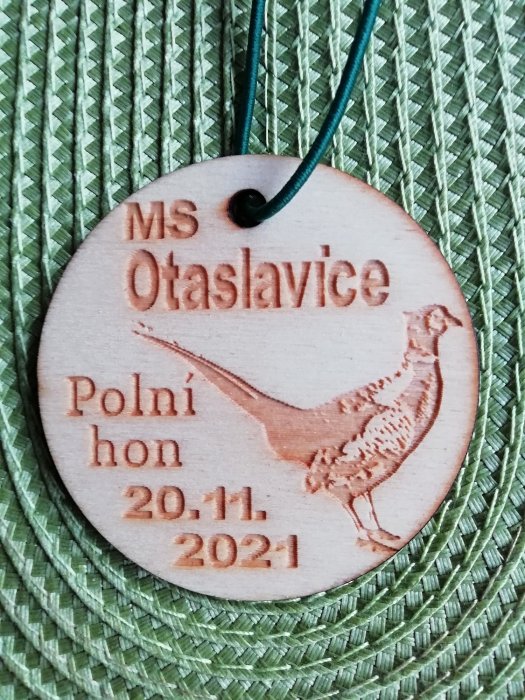 MS
Otaslavice
Polní
hon
20.11.
2021